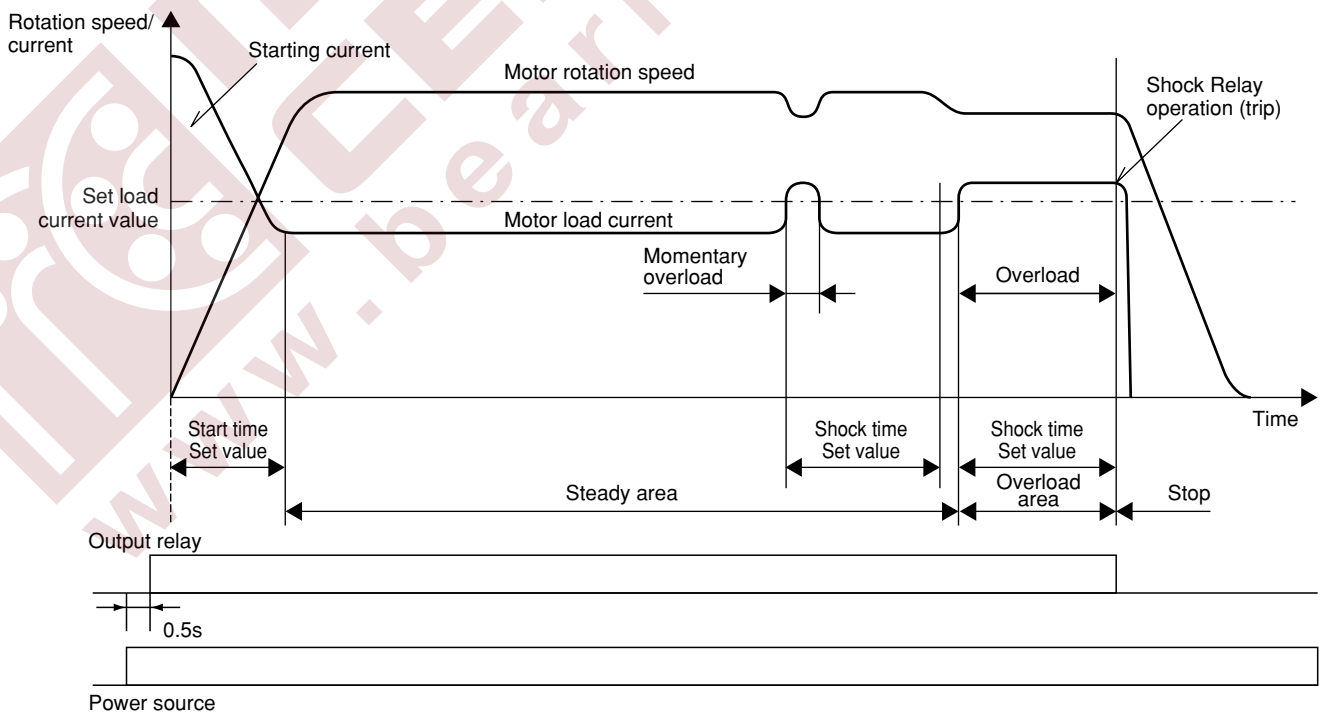 Rotation speed/
current
Starting current
Motor rotation speed
Shock Relay
operation (trip)
Set load
current value
Motor load current
Momentary
overload
Overload
Time
Start time
Set value
Shock time
Set value
Shock time
Set value
Steady area
Overload
area
Stop
Output relay
0.5s
Power source
www.bear